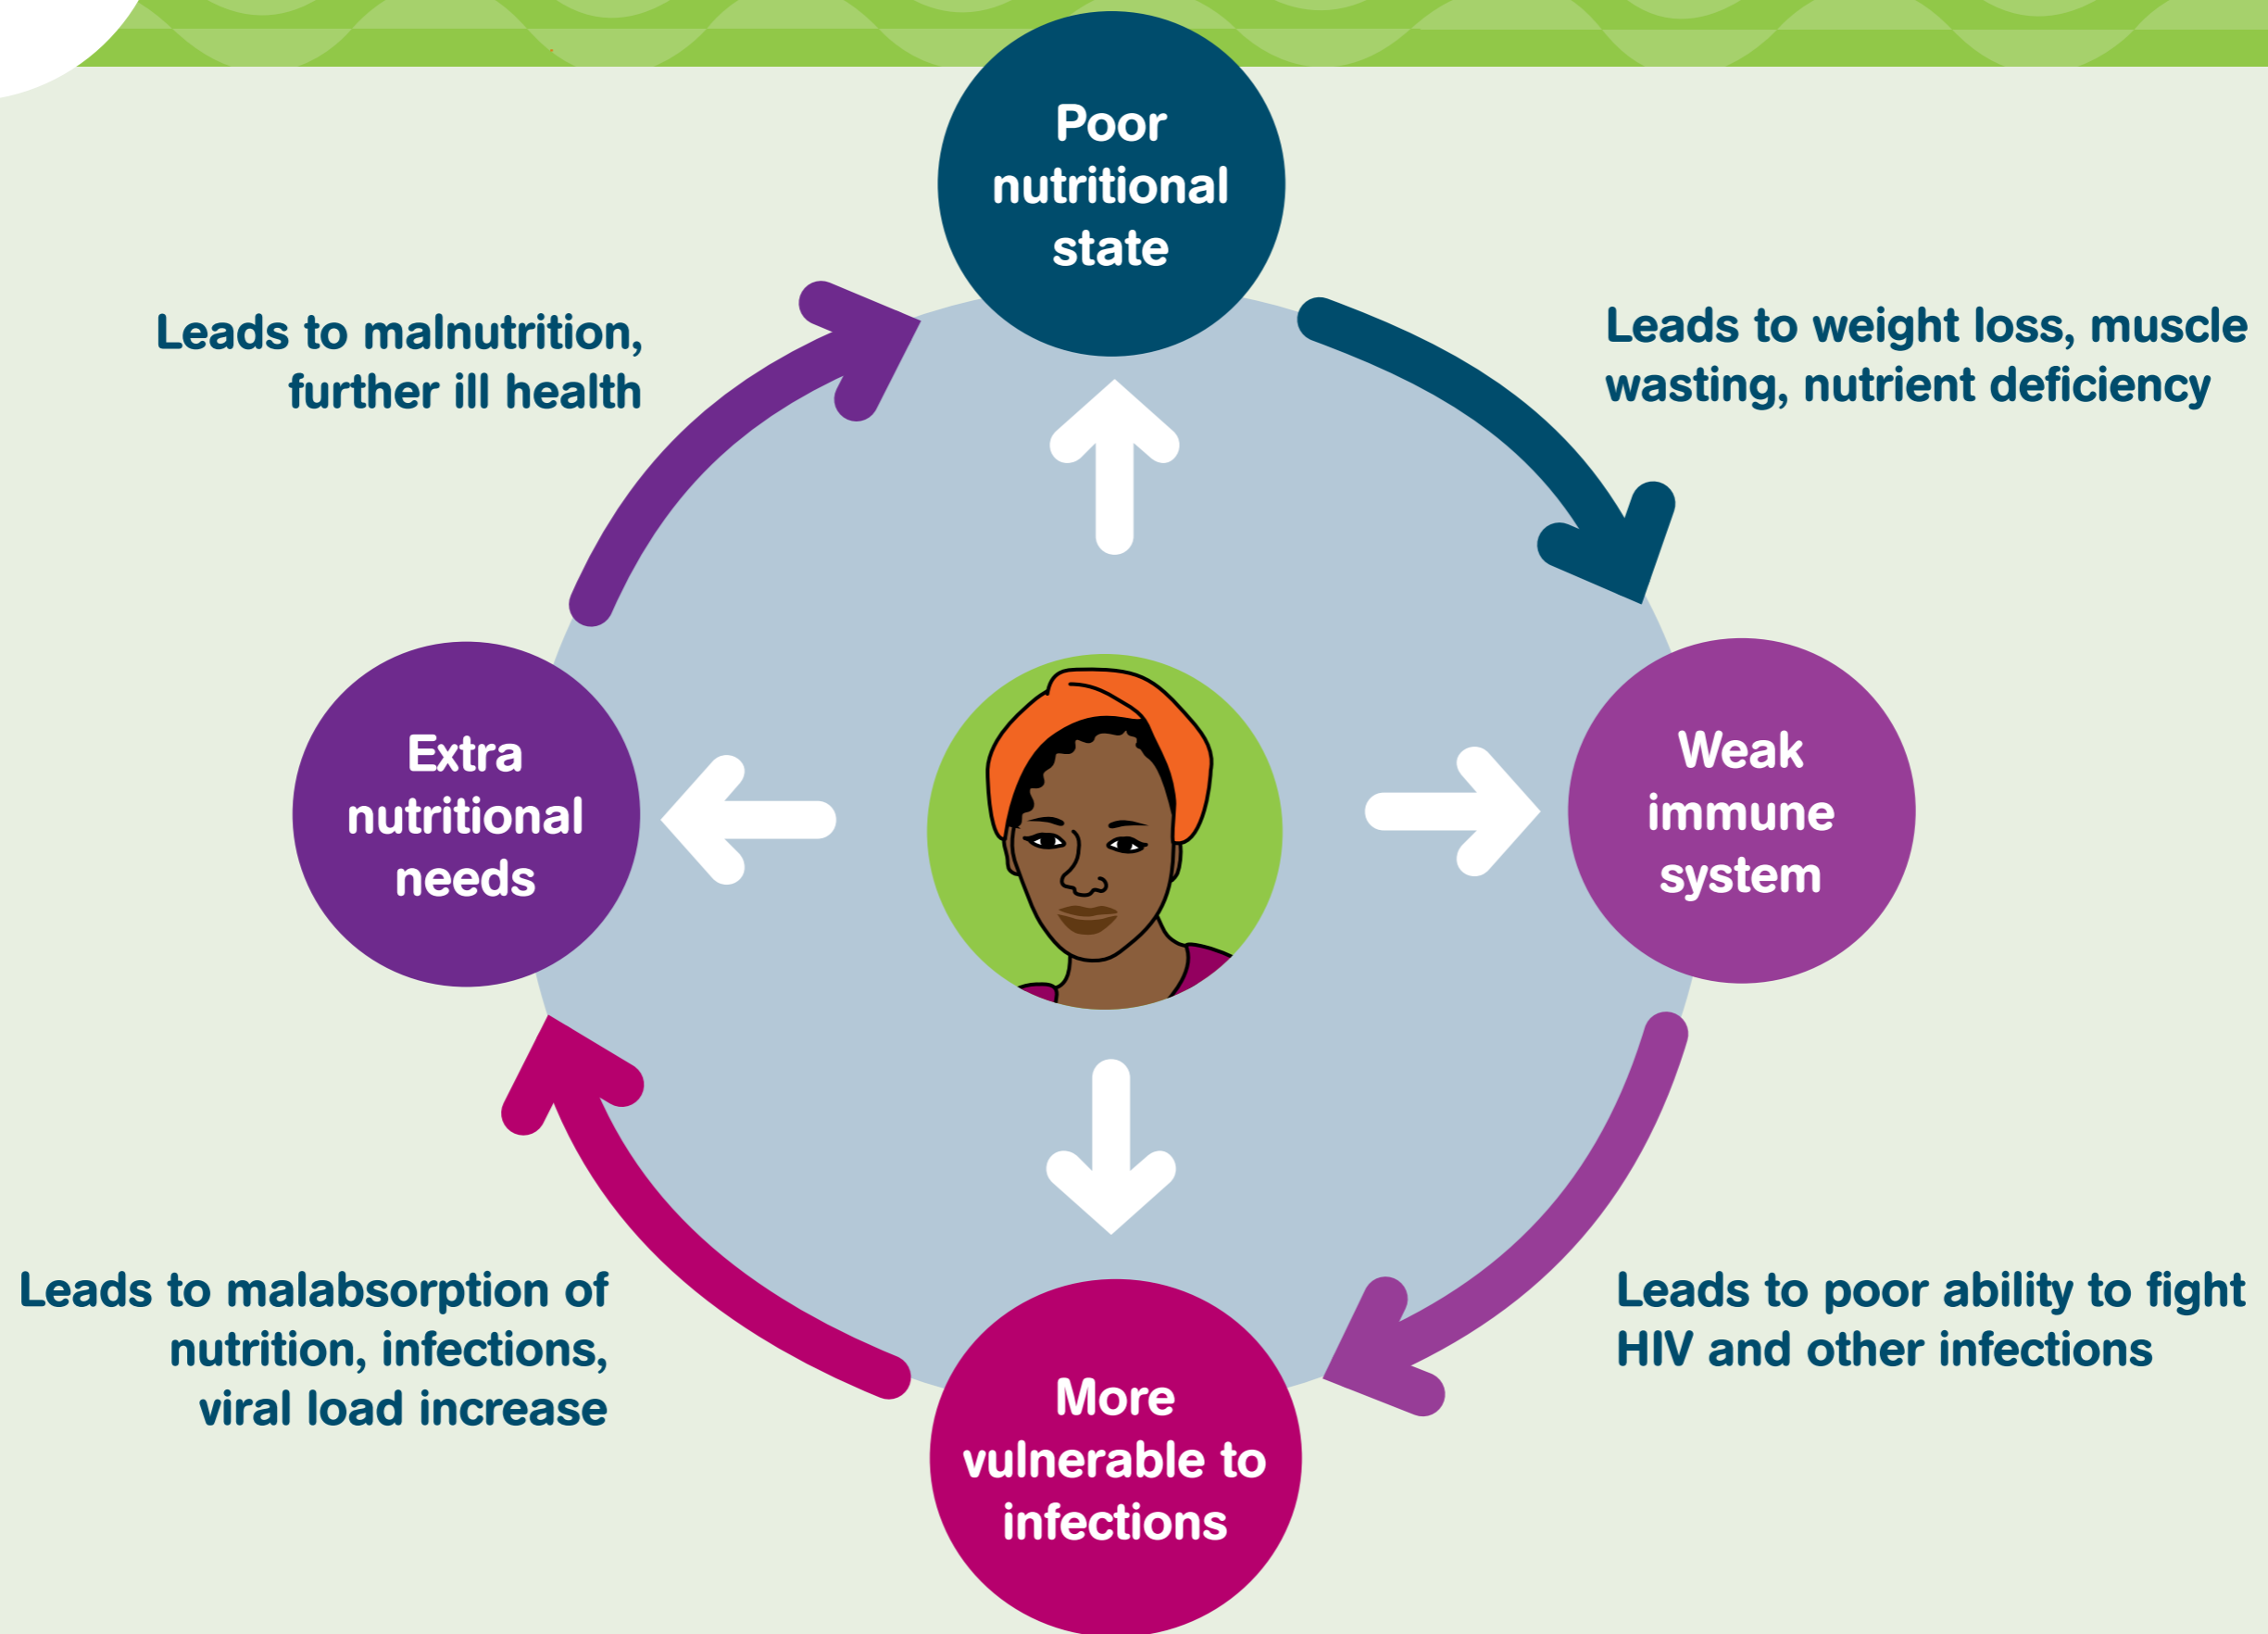 Poor
nutritional
state
Leads to malnutrition,
further ill health
Leads to weight loss, muscle
wasting, nutrient deficiency
Extra
nutritional
needs
Weak
immune
system
Leads to malabsorption of
nutrition, infections,
viral load increase
Leads to poor ability to fight
HIV and other infections
More
vulnerable to
infections